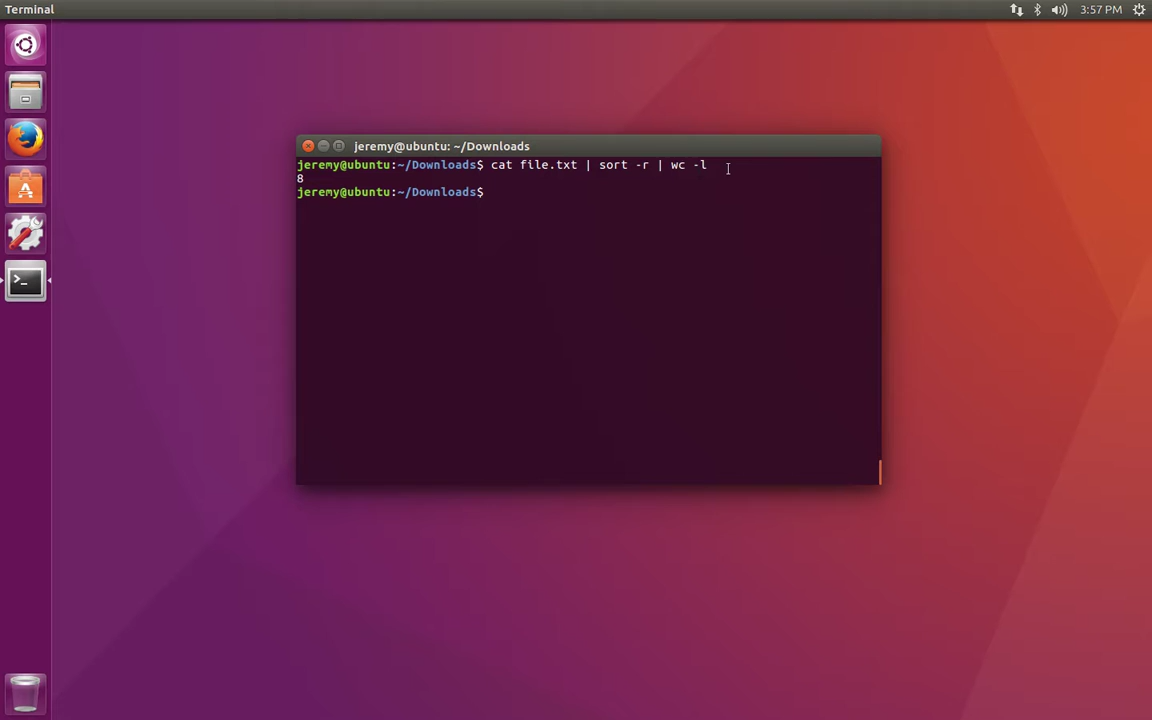 Terminal
3:57 PM
jeremy@ubuntu: ~/Downloads
jeremy@ubuntu:~/Downloads$ cat file.txt | sort -r | wc -l
8
jeremy@ubuntu:~/Downloads$